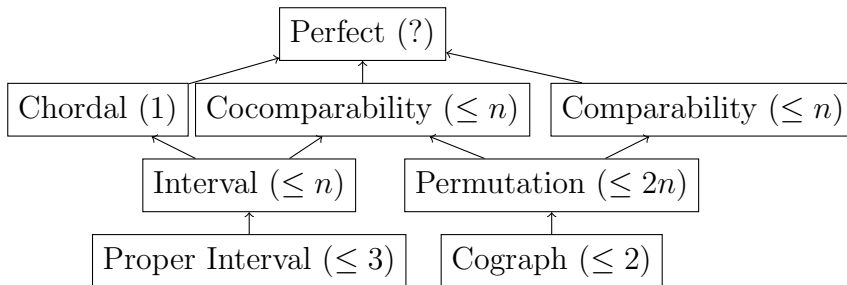 Perfect (?)
Chordal (1) Cocomparability (≤ n) Comparability (≤ n)
Interval (≤ n) Permutation (≤ 2n)
Proper Interval (≤ 3) Cograph (≤ 2)